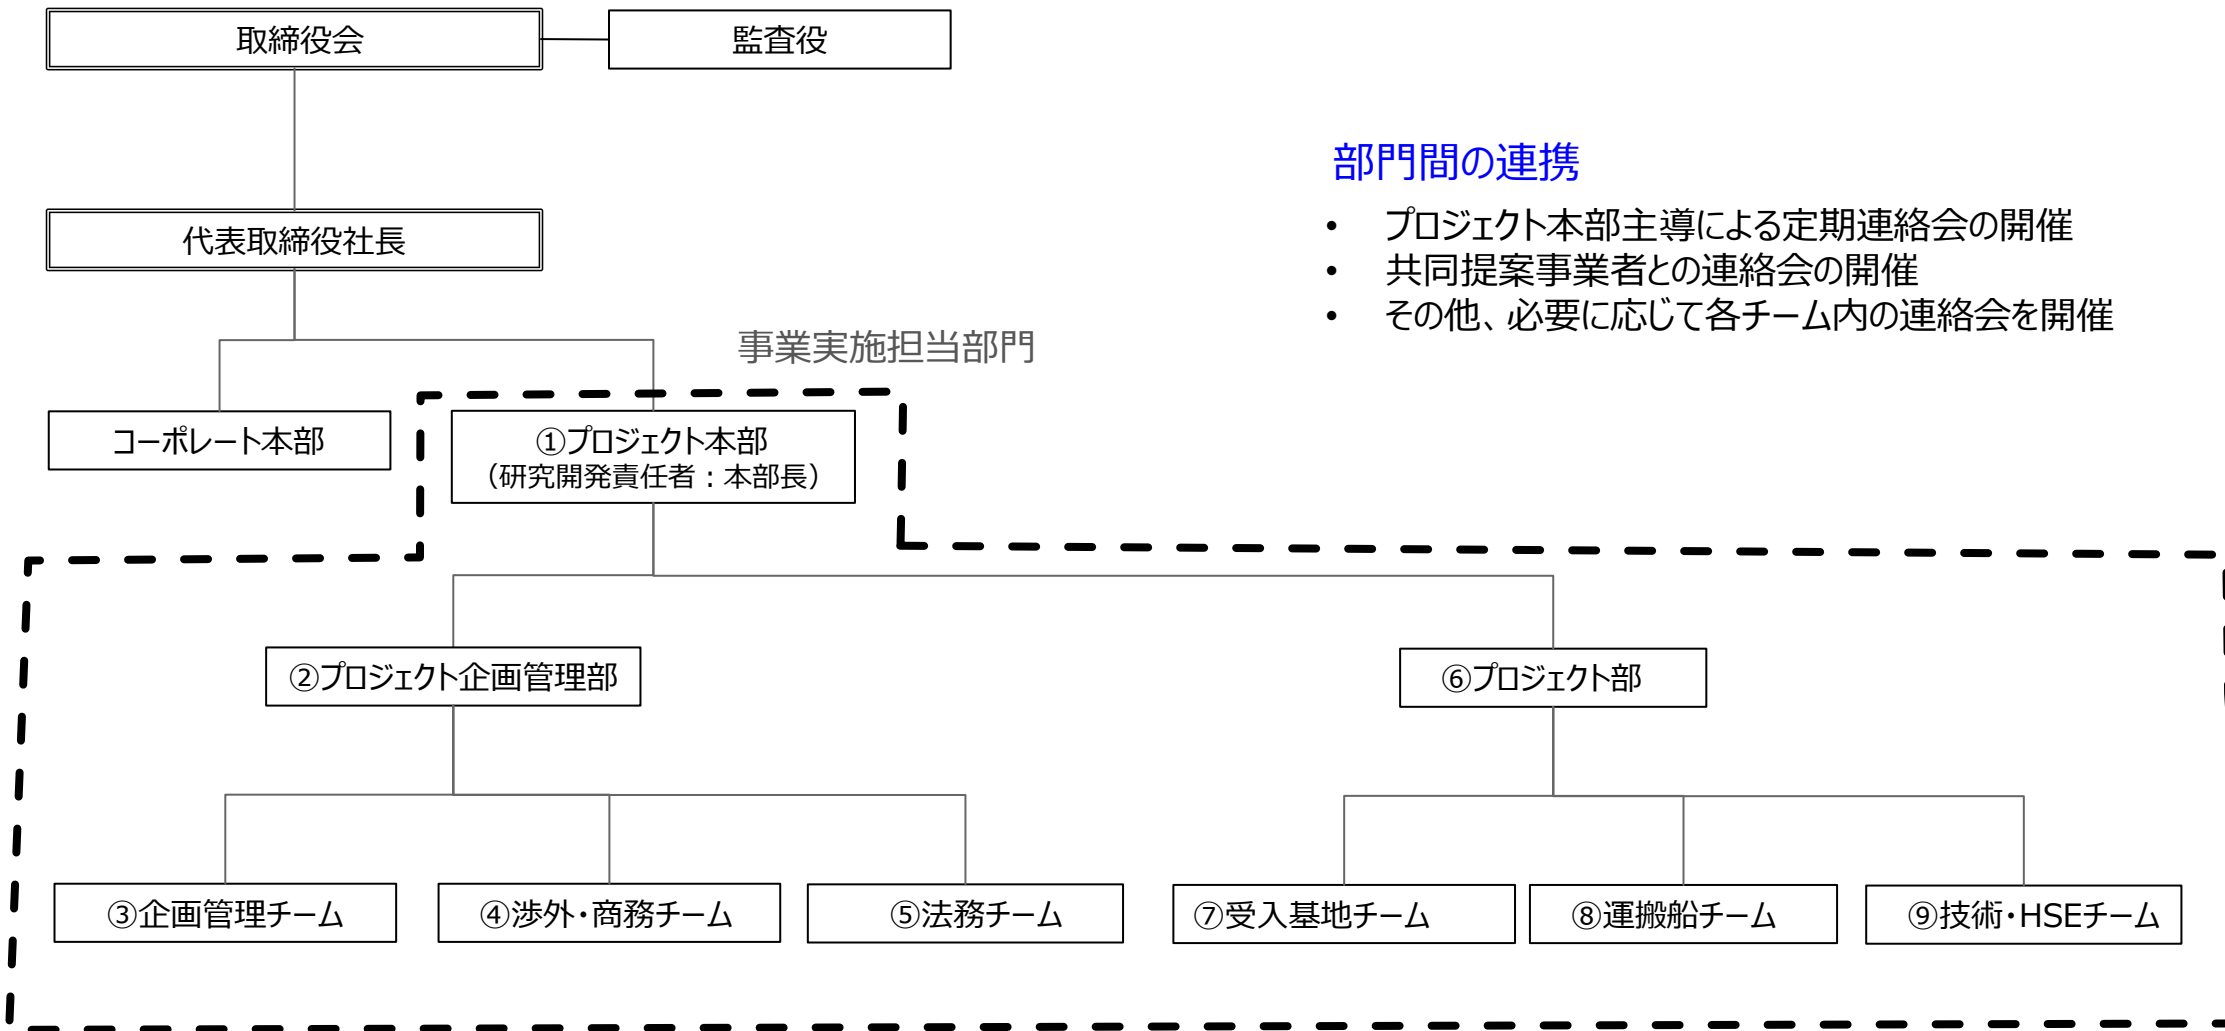 取締役会
監査役
部門間の連携
• プロジェクト本部主導による定期連絡会の開催
• 共同提案事業者との連絡会の開催
• その他、必要に応じて各チーム内の連絡会を開催
代表取締役社長
事業実施担当部門
コーポレート本部
①プロジェクト本部
（研究開発責任者：本部長）
②プロジェクト企画管理部
⑥プロジェクト部
③企画管理チーム
④渉外・商務チーム
⑤法務チーム
⑦受入基地チーム
⑧運搬船チーム
⑨技術・HSEチーム